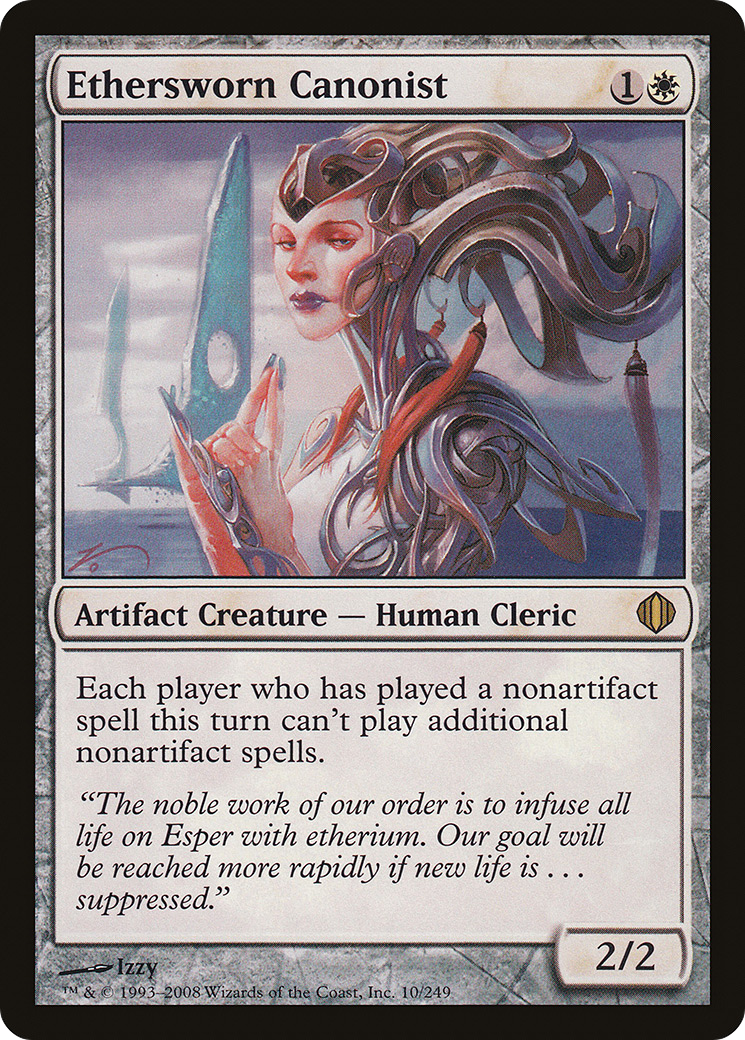 Ethersworn Canonist 1
Artifact Creature — Human Cleric
Each player who has played a nonartifact
spell this turn can't play additional
nonartifact spells.
“The noble work of our order is to infuse all
life on Esper with etherium. Our goal will
be reached more rapidly if new life is . . .
suppressed.”
2/2
Izzy
™ & © 1993–2008 Wizards of the Coast, Inc. 10/249